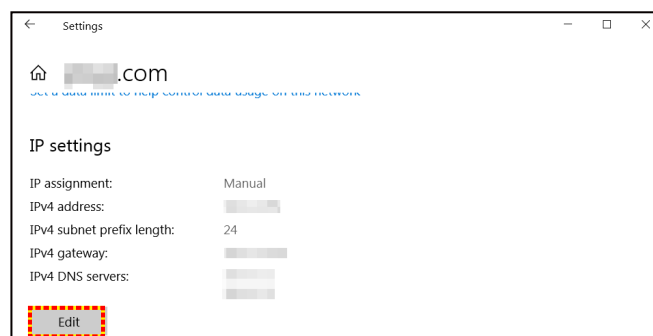 Settings
.com
Set a data limit to help control data usage on this network
IP settings
IP assignment: Manual
IPv4 address:
IPv4 subnet prefix length: 24
IPv4 gateway:
IPv4 DNS servers:
Edit